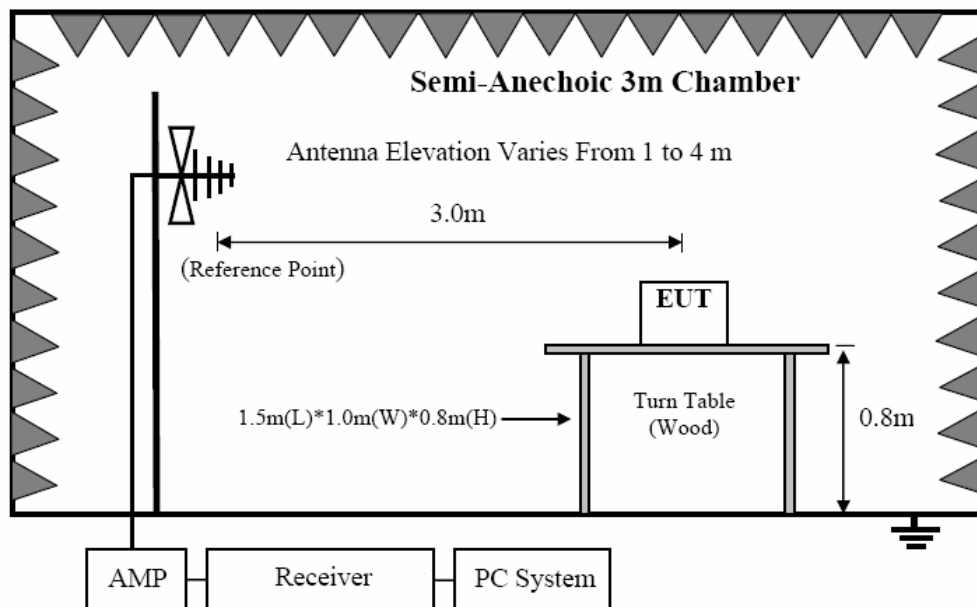 Semi-Anechoic 3m Chamber
Antenna Elevation Varies From 1 to 4 m
3.0m
(Reference Point)
EUT
1.5m(L)*1.0m(W)*0.8m(H)
Turn Table
(Wood)
0.8m
AMP
Receiver
PC System